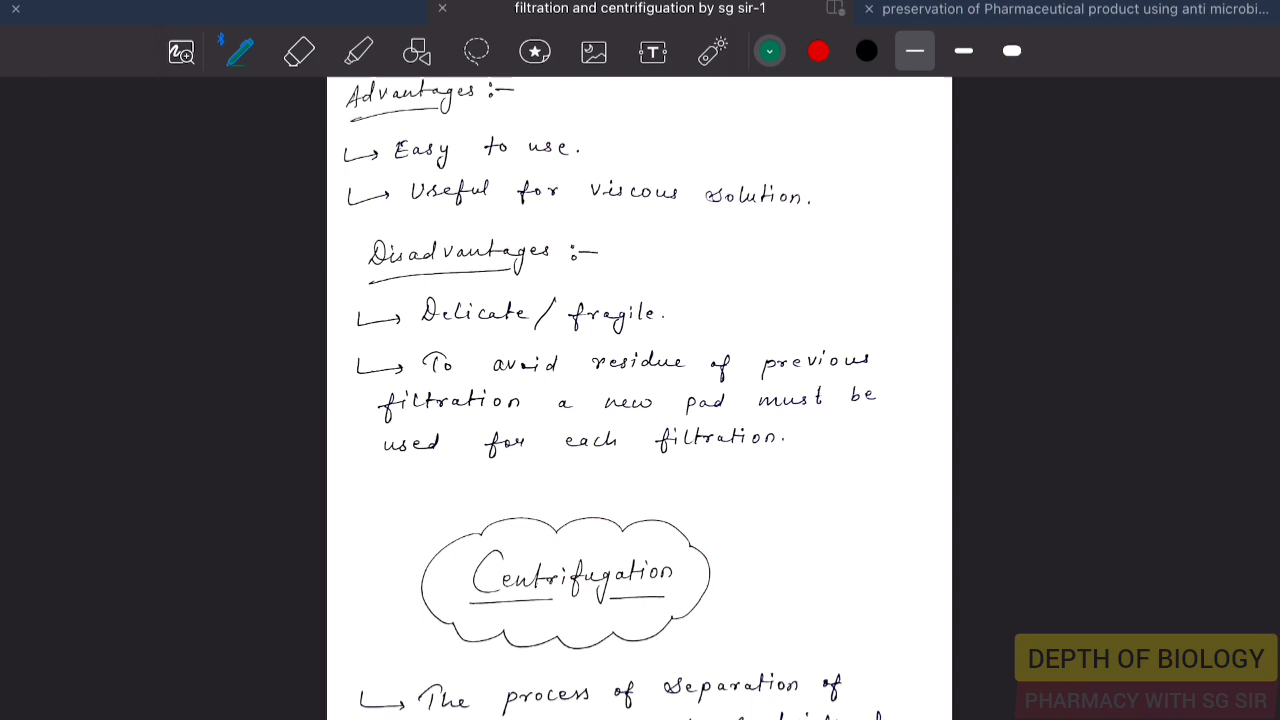 filtration and centrifiguation by sg sir-1
preservation of Pharmaceutical product using anti microbi...
Advantages :-
↳ Easy to use.
↳ Useful for viscous solution.
Disadvantages :-
↳ Delicate / fragile.
↳ To avoid residue of previous
filtration a new pad must be
used for each filtration.
Centrifugation
↳ The process of separation of
DEPTH OF BIOLOGY
PHARMACY WITH SG SIR